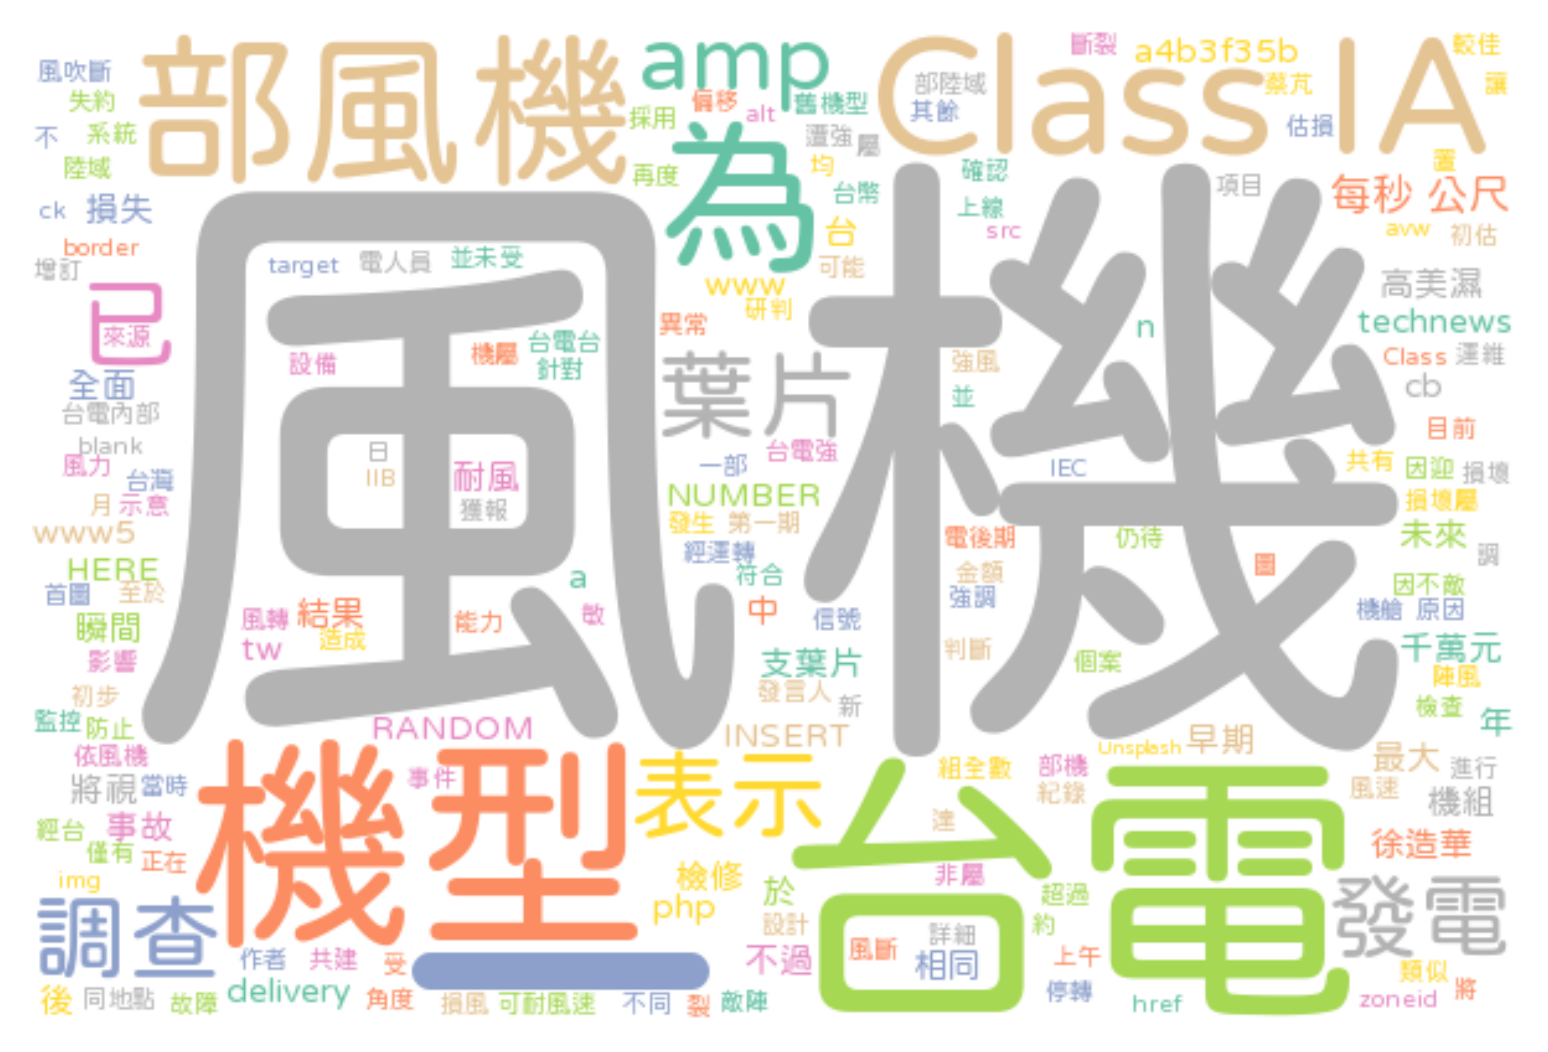 風吹斷
部風機
amp
Class IA
斷裂
a4b3f35b
較佳
失約
偏移
alt
舊機型
部陸域
蔡芃
讓
其餘
不
系統
採用
遭強
屬
估損
陸域
再度
為
均
確認
置
ck
損失
台幣
上線
項目
每秒 公尺
border
台
src
avw
初估
增訂
target
電人員
並未受
可能
高美濕
風機
www
研判
已
來源
異常
n
technews
設備
機屬
台電台
針對
葉片
強風
Class
運維
全面
並
cb
台電內部
blank
日
台電強
目前
風力
IIB
耐風
一部
IEC
共有
因迎
損壞
台灣
月
示意
獲報
NUMBER
損壞屬
www5
發生
第一期
電後期
仍待
未來
HERE
經運轉
圖
調
首圖
至於
a
符合
金額
因不敵
強調
瞬間
風轉
結果
能力
敏
中
信號
機艙
原因
影響
tw
造成
支葉片
判斷
個案
千萬元
初步
發言人
新
陣風
監控
防止
RANDOM
INSERT
檢查
年
依風機
Unsplash
早期
最大
將視
當時
機型
事件
表示
台電
組全數
部機
進行
紀錄
風速
機組
經台
事故
達
僅有
正在
徐造華
img
檢修
非屬
調查
php
於
超過
發電
設計
約
作者
共建
受
不過
風斷
詳細
相同
上午
類似
後
同地點
故障
delivery
角度
損風
可耐風速
不同
裂
敵陣
停轉
href
zoneid
將